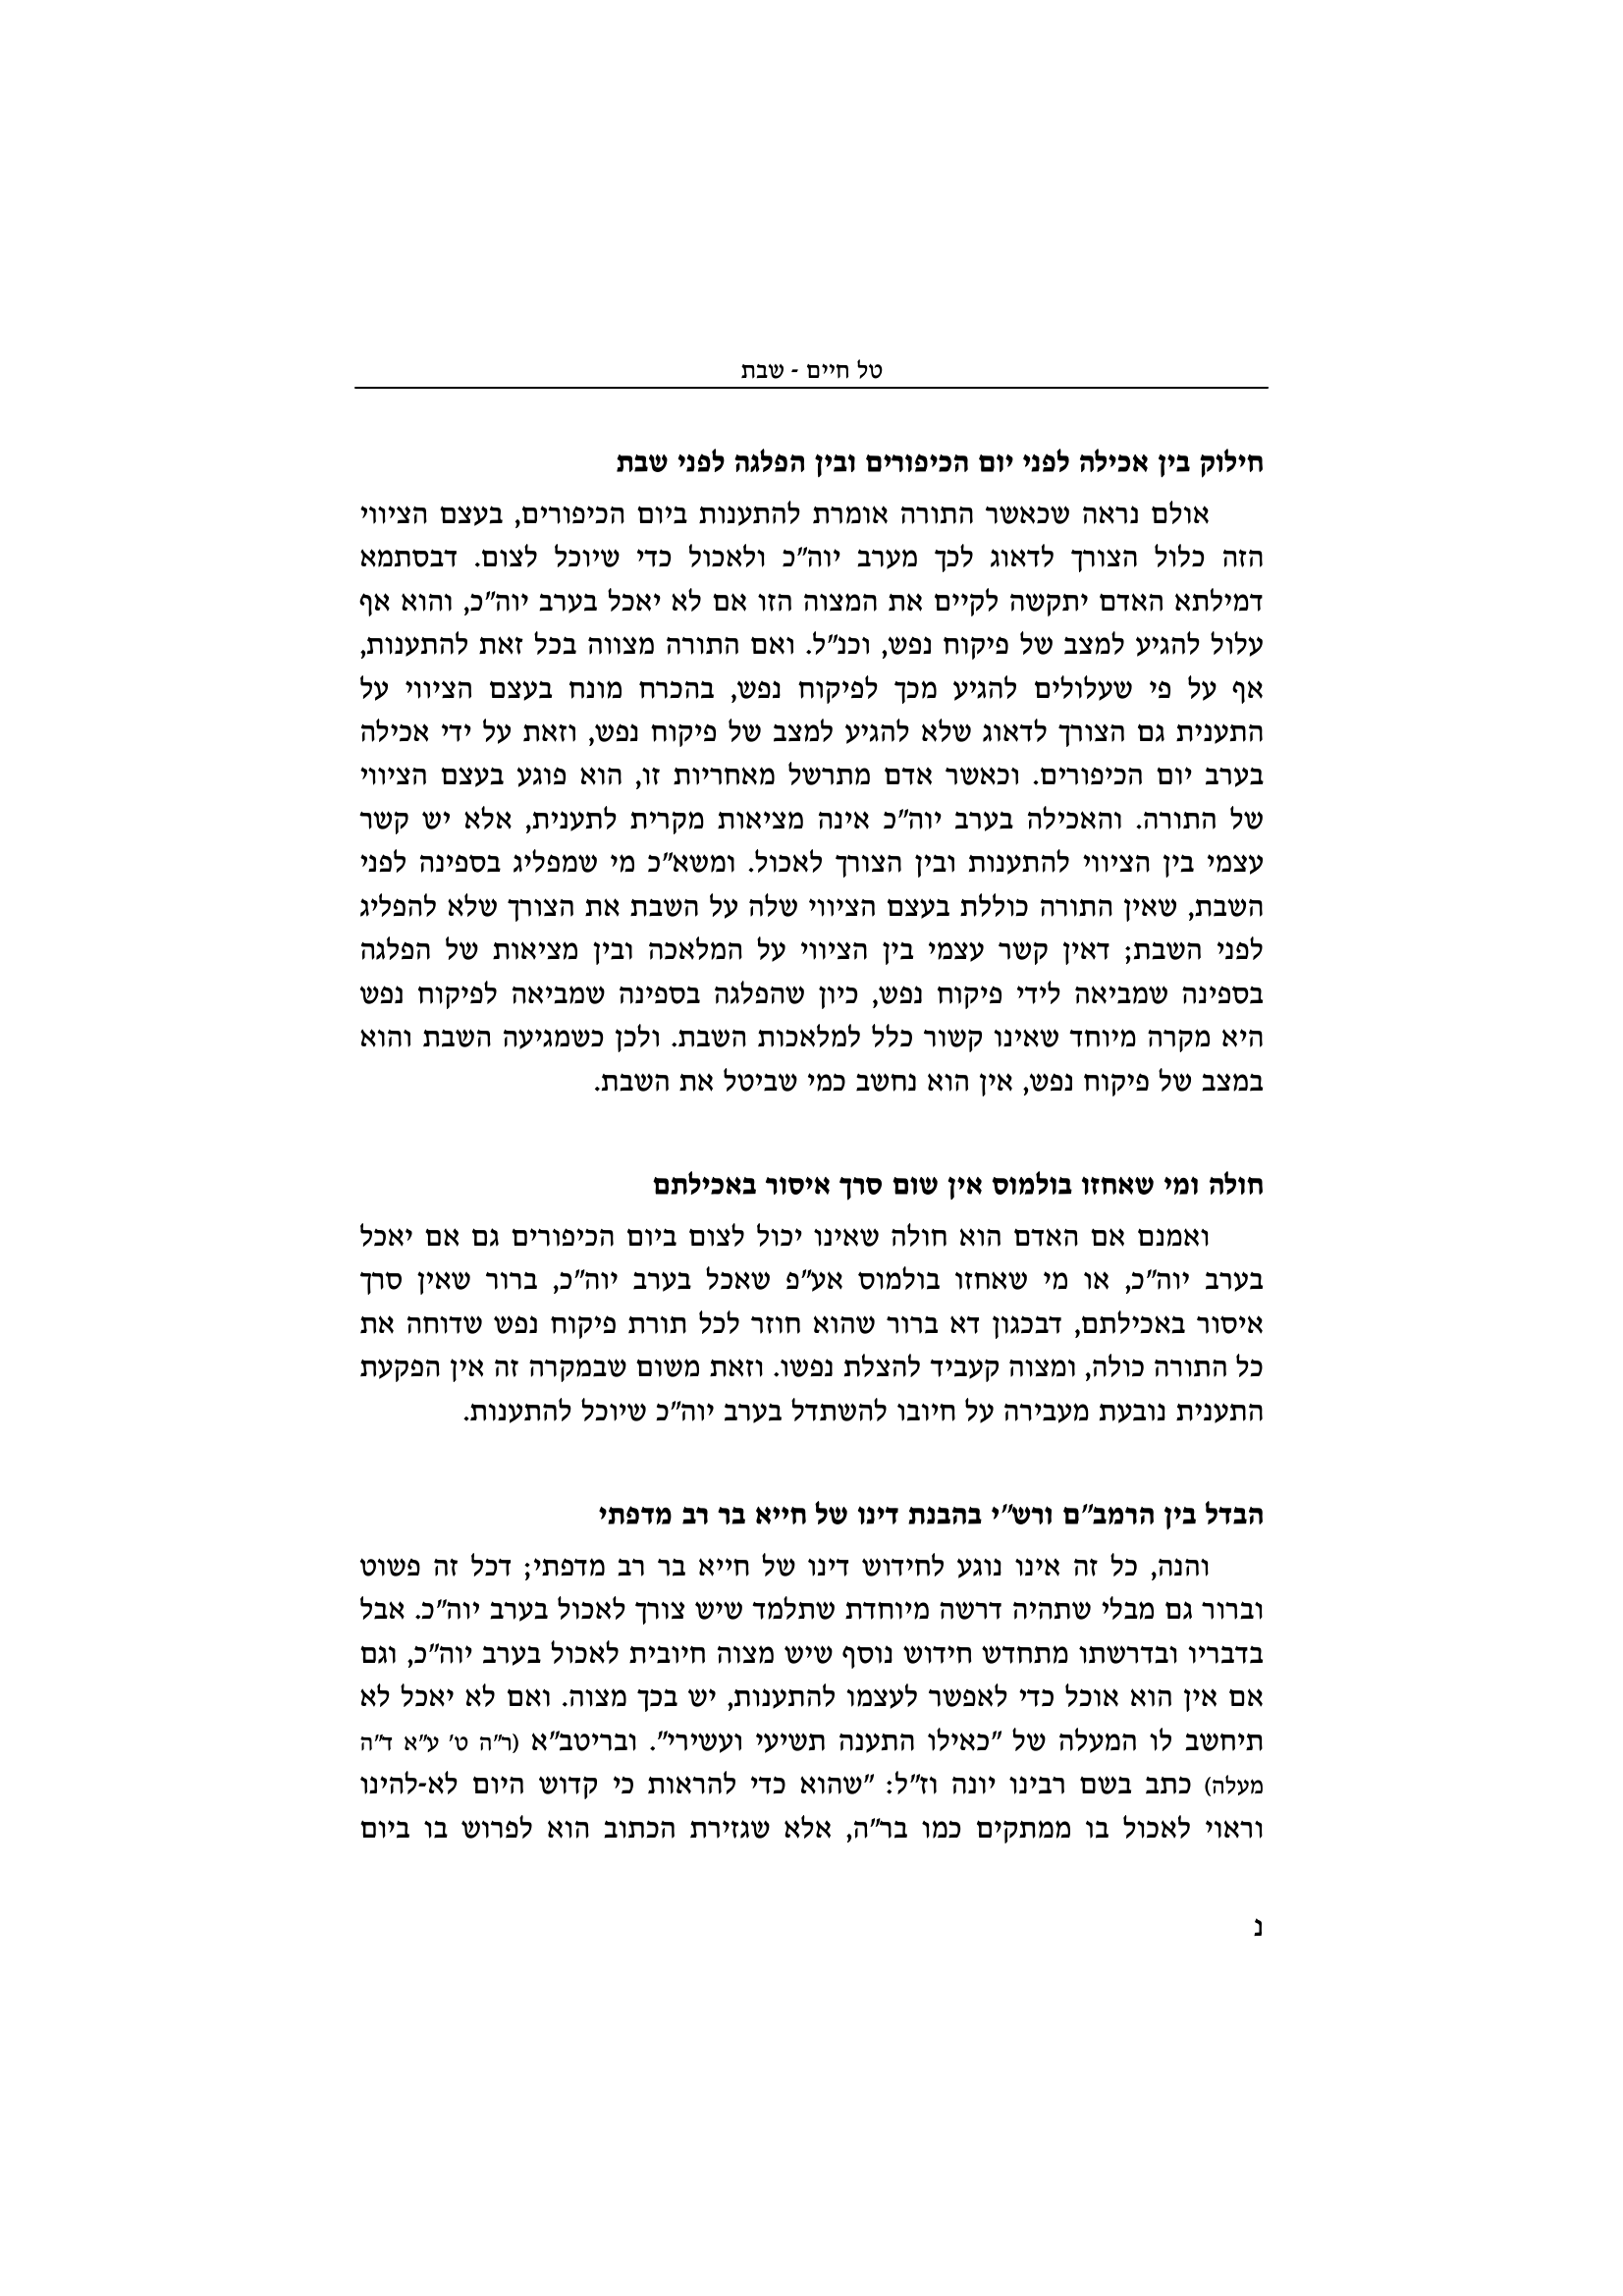 טל חיים - שבת
חילוק בין אכילה לפני יום הכיפורים ובין הפלגה לפני שבת
אולם נראה שכאשר התורה אומרת להתענות ביום הכיפורים, בעצם הציווי
הזה כלול הצורך לדאוג לכך מערב יוה"כ ולאכול כדי שיוכל לצום. דבסתמא
דמילתא האדם יתקשה לקיים את המצוה הזו אם לא יאכל בערב יוה"כ, והוא אף
עלול להגיע למצב של פיקוח נפש, וכנ"ל. ואם התורה מצווה בכל זאת להתענות,
אף על פי שעלולים להגיע מכך לפיקוח נפש, בהכרח מונח בעצם הציווי על
התענית גם הצורך לדאוג שלא להגיע למצב של פיקוח נפש, וזאת על ידי אכילה
בערב יום הכיפורים. וכאשר אדם מתרשל מאחריות זו, הוא פוגע בעצם הציווי
של התורה. והאכילה בערב יוה"כ אינה מציאות מקרית לתענית, אלא יש קשר
עצמי בין הציווי להתענות ובין הצורך לאכול. ומשא"כ מי שמפליג בספינה לפני
השבת, שאין התורה כוללת בעצם הציווי שלה על השבת את הצורך שלא להפליג
לפני השבת; דאין קשר עצמי בין הציווי על המלאכה ובין מציאות של הפלגה
בספינה שמביאה לידי פיקוח נפש, כיון שהפלגה בספינה שמביאה לפיקוח נפש
היא מקרה מיוחד שאינו קשור כלל למלאכות השבת. ולכן כשמגיעה השבת והוא
במצב של פיקוח נפש, אין הוא נחשב כמי שביטל את השבת.
חולה ומי שאחזו בולמוס אין שום סרך איסור באכילתם
ואמנם אם האדם הוא חולה שאינו יכול לצום ביום הכיפורים גם אם יאכל
בערב יוה"כ, או מי שאחזו בולמוס אע"פ שאכל בערב יוה"כ, ברור שאין סרך
איסור באכילתם, דבכגון דא ברור שהוא חוזר לכל תורת פיקוח נפש שדוחה את
כל התורה כולה, ומצוה קעביד להצלת נפשו. וזאת משום שבמקרה זה אין הפקעת
התענית נובעת מעבירה על חיובו להשתדל בערב יוה"כ שיוכל להתענות.
הבדל בין הרמב"ם ורש"י בהבנת דינו של חייא בר רב מדפתי
והנה, כל זה אינו נוגע לחידוש דינו של חייא בר רב מדפתי; דכל זה פשוט
וברור גם מבלי שתהיה דרשה מיוחדת שתלמד שיש צורך לאכול בערב יוה"כ. אבל
בדבריו ובדרשתו מתחדש חידוש נוסף שיש מצוה חיובית לאכול בערב יוה"כ, וגם
אם אין הוא אוכל כדי לאפשר לעצמו להתענות, יש בכך מצוה. ואם לא יאכל לא
תיחשב לו המעלה של "כאילו התענה תשיעי ועשירי". ובריטב"א (ר"ה ט' ע"א ד"ה
מעלה) כתב בשם רבינו יונה וז"ל: "שהוא כדי להראות כי קדוש היום לא-להינו
וראוי לאכול בו ממתקים כמו בר"ה, אלא שגזירת הכתוב הוא לפרוש בו ביום
נ